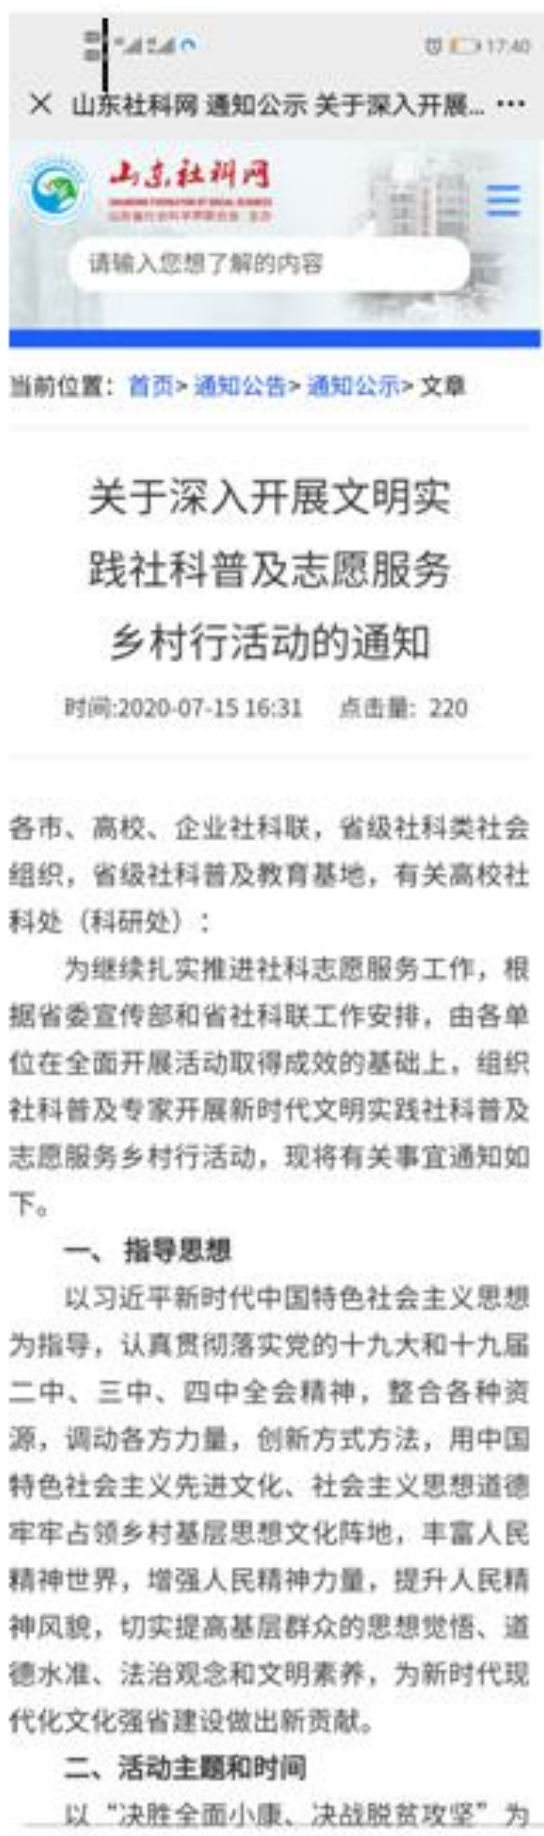 17:40
山东社科网 通知公示 关于深入开展...
山东社科网
请输入您想了解的内容
当前位置：首页> 通知公告> 通知公示> 文章
关于深入开展文明实
践社科普及志愿服务
乡村行活动的通知
时间:2020-07-15 16:31 点击量: 220
各市、高校、企业社科联，省级社科类社会
组织，省级社科普及教育基地，有关高校社
科处（科研处）：
为继续扎实推进社科志愿服务工作，根
据省委宣传部和省社科联工作安排，由各单
位在全面开展活动取得成效的基础上，组织
社科普及专家开展新时代文明实践社科普及
志愿服务乡村行活动，现将有关事宜通知如
下。
一、 指导思想
以习近平新时代中国特色社会主义思想
为指导，认真贯彻落实党的十九大和十九届
二中、三中、四中全会精神，整合各种资
源，调动各方力量，创新方式方法，用中国
特色社会主义先进文化、社会主义思想道德
牢牢占领乡村基层思想文化阵地，丰富人民
精神世界，增强人民精神力量，提升人民精
神风貌，切实提高基层群众的思想觉悟、道
德水准、法治观念和文明素养，为新时代现
代化文化强省建设做出新贡献。
二、活动主题和时间
以“决胜全面小康、决战脱贫攻坚”为